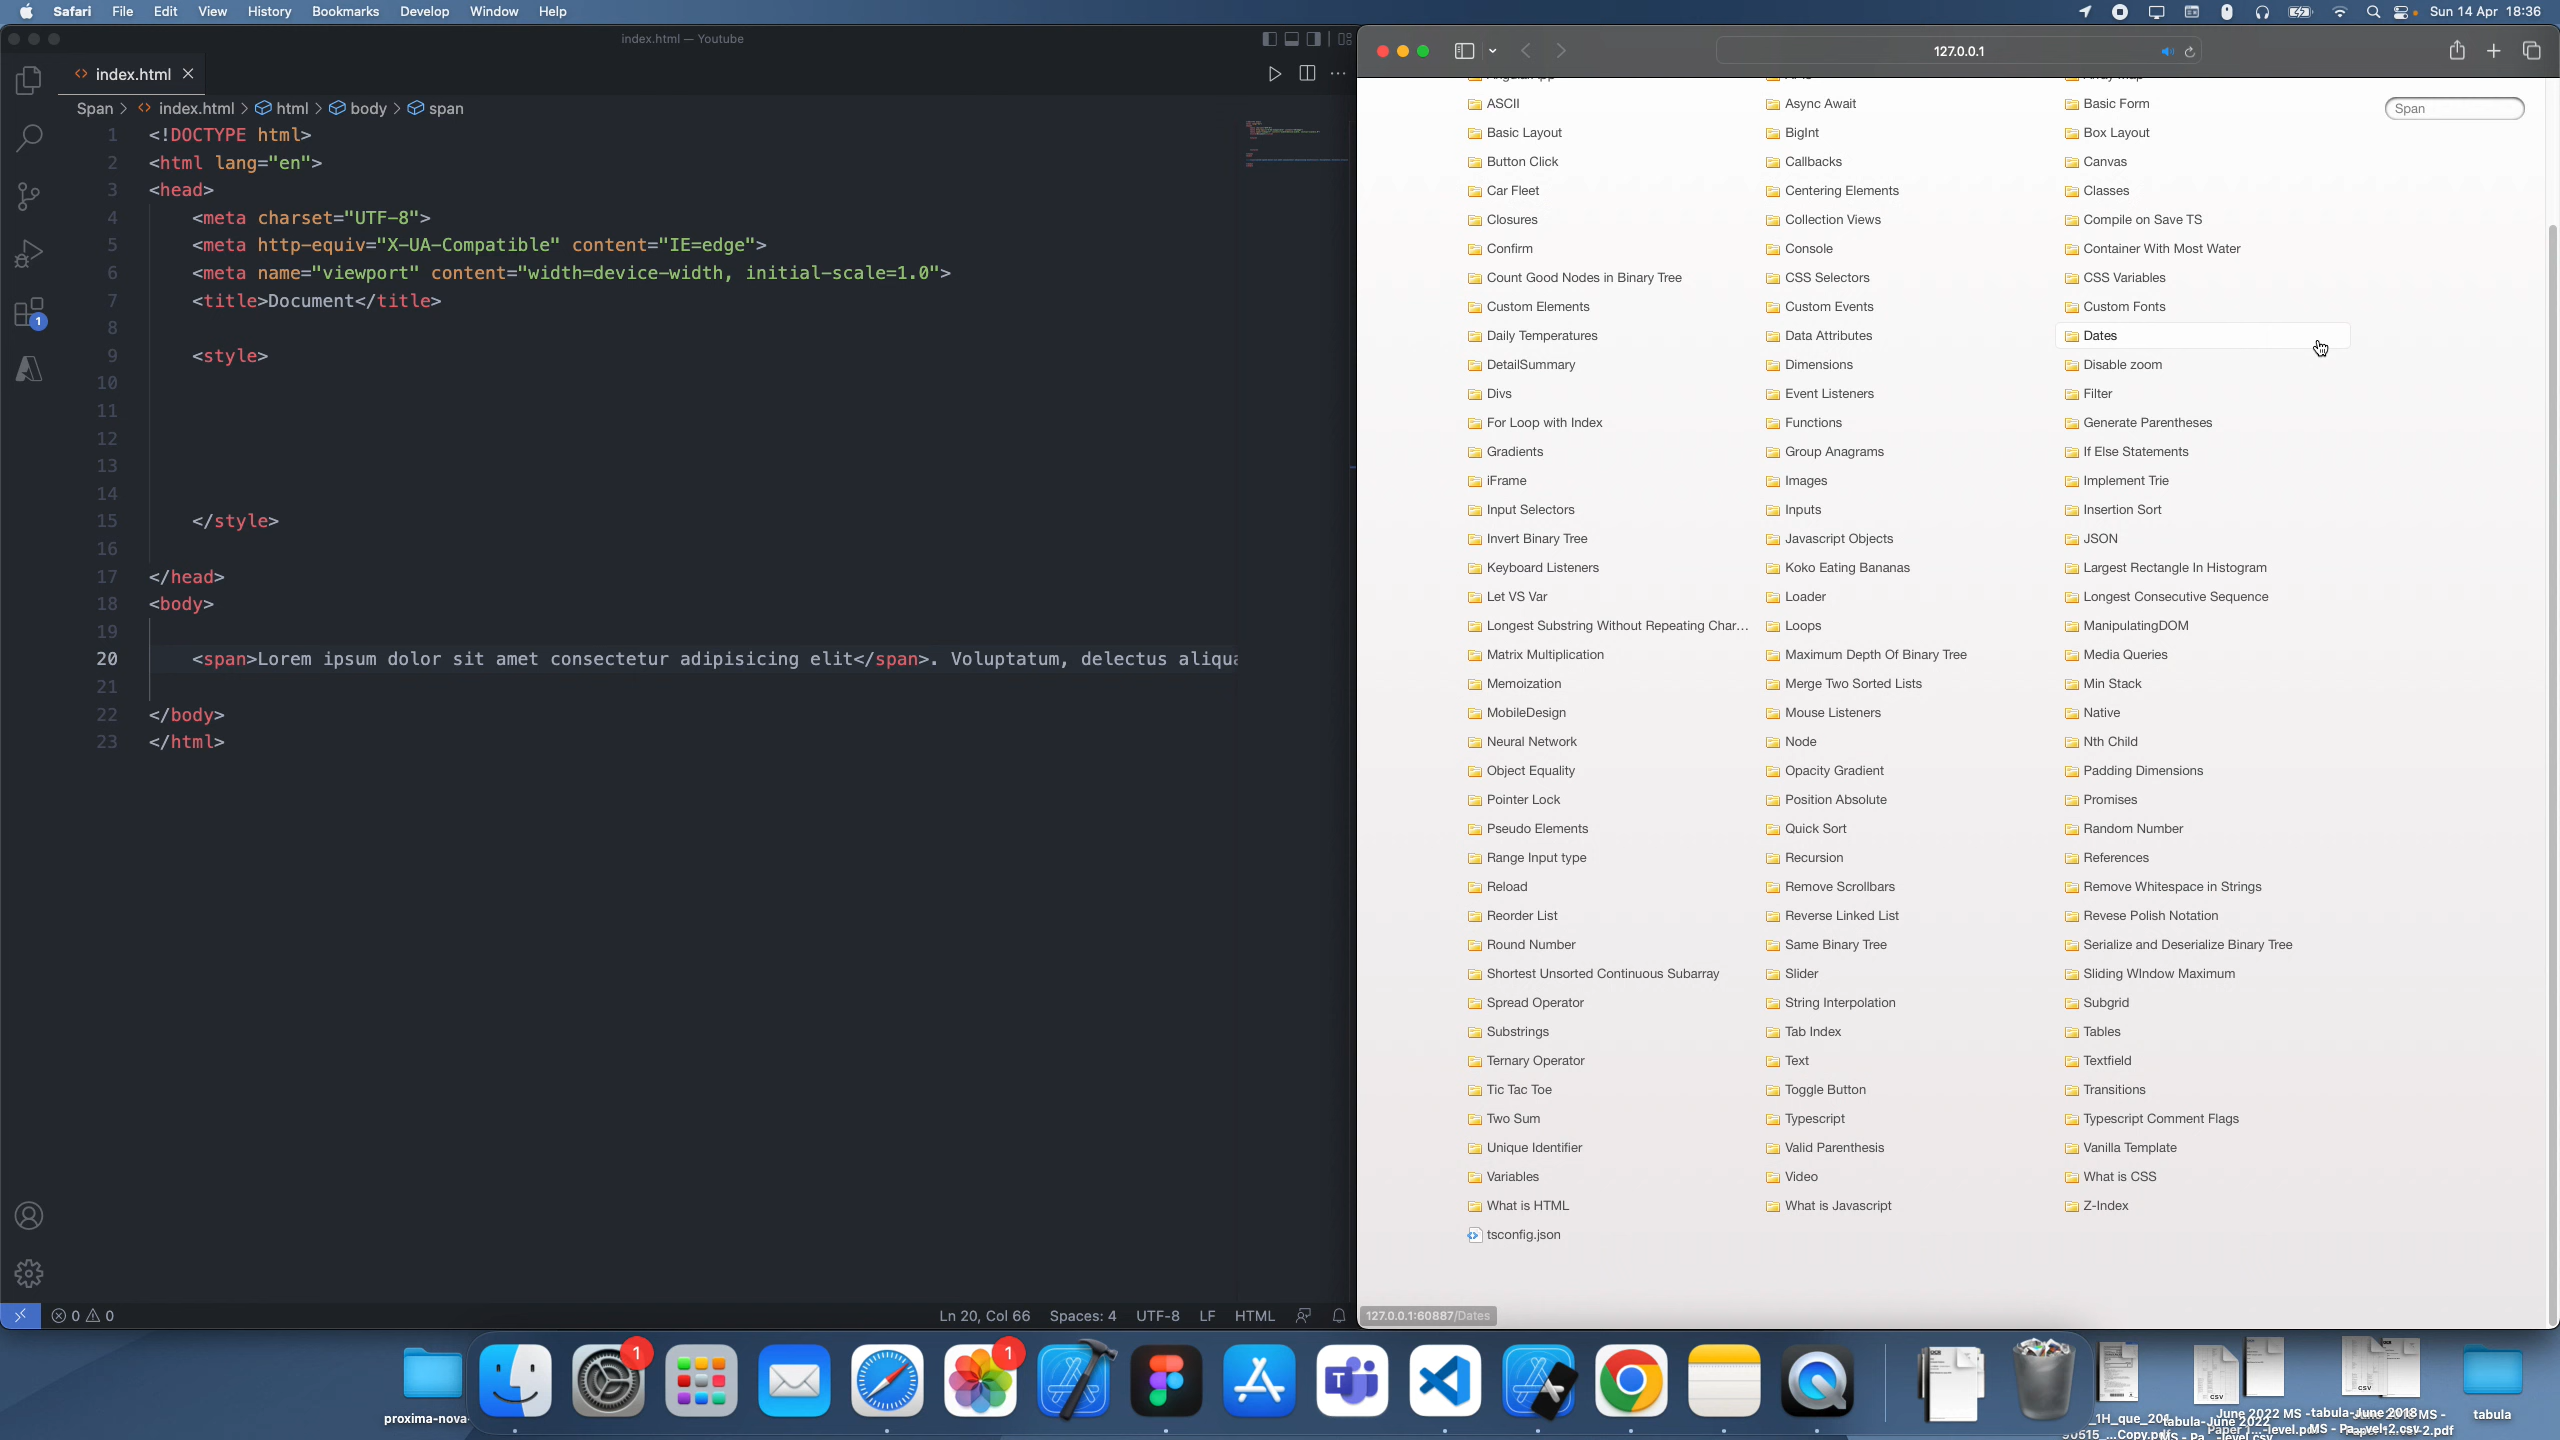 Safari File Edit View History Bookmarks Develop Window Help
Sun 14 Apr 18:36
index.html — Youtube
index.html
Span > index.html > html > body > span
1 <!DOCTYPE html>
2 <html lang="en">
3 <head>
4 <meta charset="UTF-8">
5 <meta http-equiv="X-UA-Compatible" content="IE=edge">
6 <meta name="viewport" content="width=device-width, initial-scale=1.0">
7 <title>Document</title>
8
9 <style>
10
11
12
13
14
15 </style>
16
17 </head>
18 <body>
19
20 <span>Lorem ipsum dolor sit amet consectetur adipisicing elit</span>. Voluptatum, delectus aliqua
21
22 </body>
23 </html>
1
0 0
Ln 20, Col 66 Spaces: 4 UTF-8 LF HTML
127.0.0.1
Span
ASCII Async Await Basic Form
Basic Layout BigInt Box Layout
Button Click Callbacks Canvas
Car Fleet Centering Elements Classes
Closures Collection Views Compile on Save TS
Confirm Console Container With Most Water
Count Good Nodes in Binary Tree CSS Selectors CSS Variables
Custom Elements Custom Events Custom Fonts
Daily Temperatures Data Attributes Dates
DetailSummary Dimensions Disable zoom
Divs Event Listeners Filter
For Loop with Index Functions Generate Parentheses
Gradients Group Anagrams If Else Statements
iFrame Images Implement Trie
Input Selectors Inputs Insertion Sort
Invert Binary Tree Javascript Objects JSON
Keyboard Listeners Koko Eating Bananas Largest Rectangle In Histogram
Let VS Var Loader Longest Consecutive Sequence
Longest Substring Without Repeating Char... Loops ManipulatingDOM
Matrix Multiplication Maximum Depth Of Binary Tree Media Queries
Memoization Merge Two Sorted Lists Min Stack
MobileDesign Mouse Listeners Native
Neural Network Node Nth Child
Object Equality Opacity Gradient Padding Dimensions
Pointer Lock Position Absolute Promises
Pseudo Elements Quick Sort Random Number
Range Input type Recursion References
Reload Remove Scrollbars Remove Whitespace in Strings
Reorder List Reverse Linked List Revese Polish Notation
Round Number Same Binary Tree Serialize and Deserialize Binary Tree
Shortest Unsorted Continuous Subarray Slider Sliding WIndow Maximum
Spread Operator String Interpolation Subgrid
Substrings Tab Index Tables
Ternary Operator Text Textfield
Tic Tac Toe Toggle Button Transitions
Two Sum Typescript Typescript Comment Flags
Unique Identifier Valid Parenthesis Vanilla Template
Variables Video What is CSS
What is HTML What is Javascript Z-Index
tsconfig.json
127.0.0.1:60887/Dates
1 1
proxima-nova-
tabula